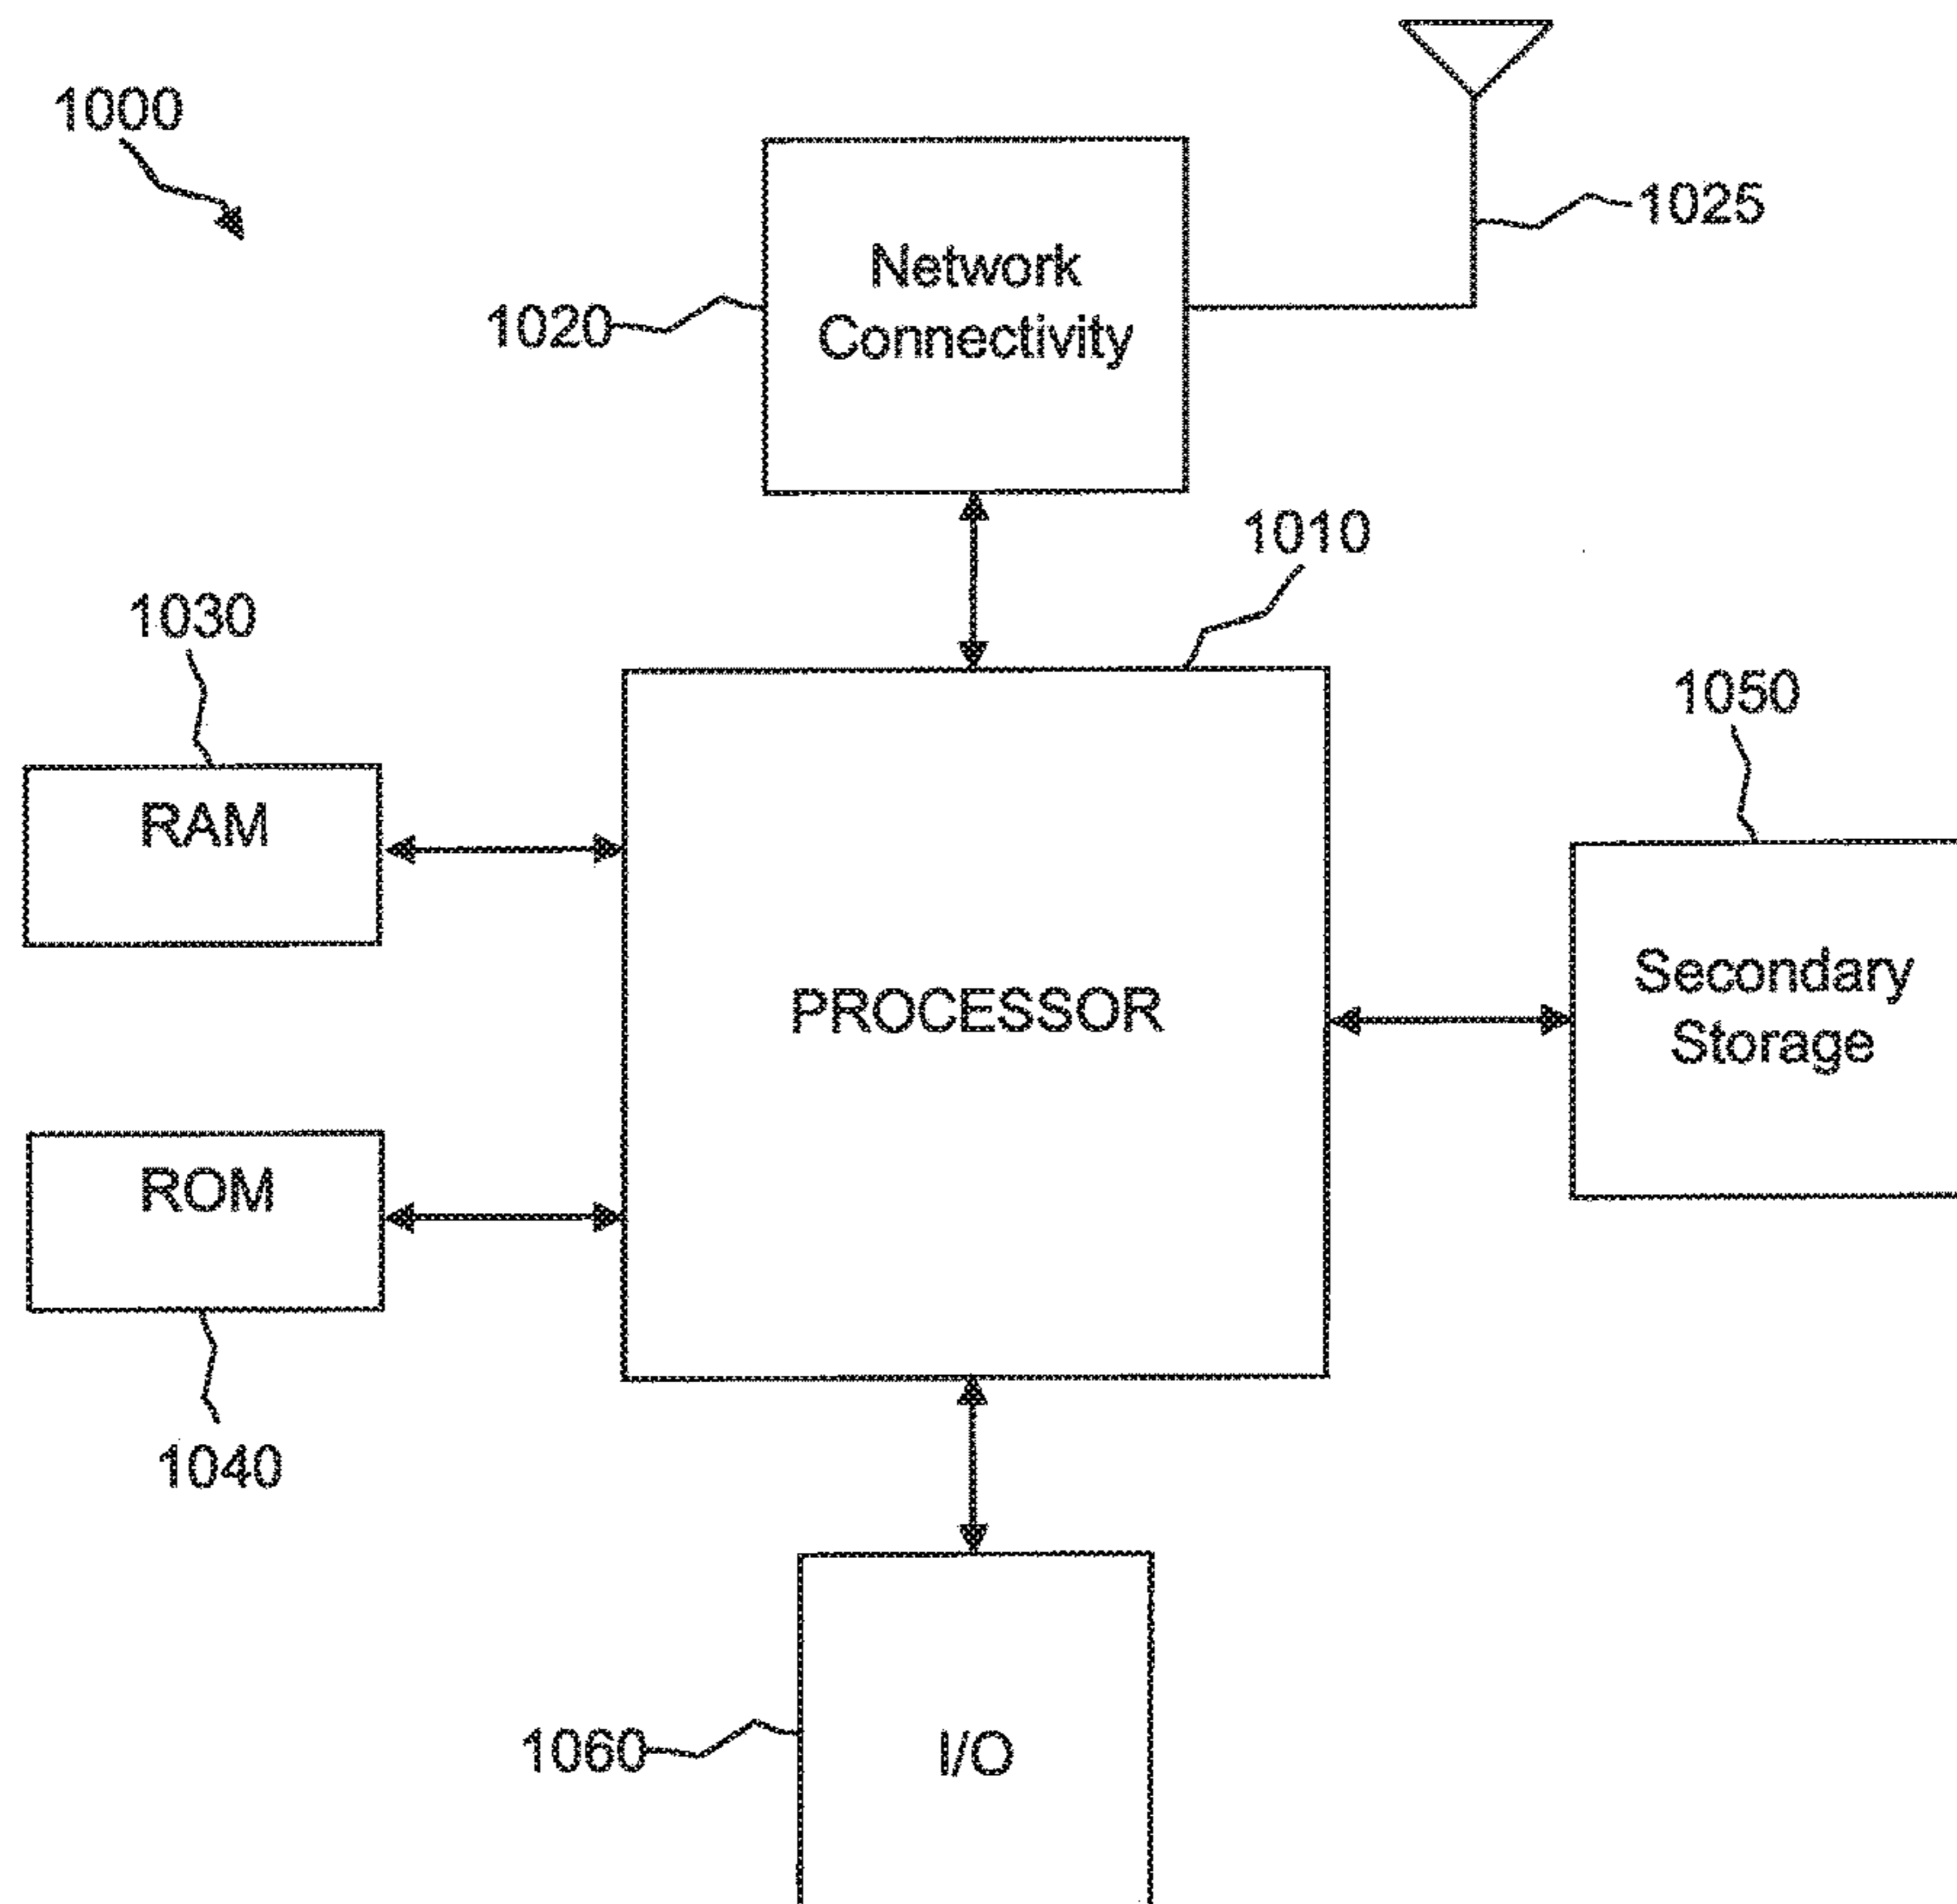 1000
1025
Network
Connectivity
1020
1010
1030
1050
RAM
PROCESSOR
Secondary
Storage
ROM
1040
1060
I/O